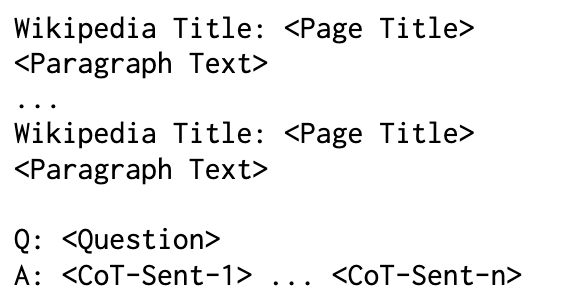 Wikipedia Title: <Page Title>
<Paragraph Text>
...
Wikipedia Title: <Page Title>
<Paragraph Text>
Q: <Question>
A: <CoT-Sent-1> ... <CoT-Sent-n>